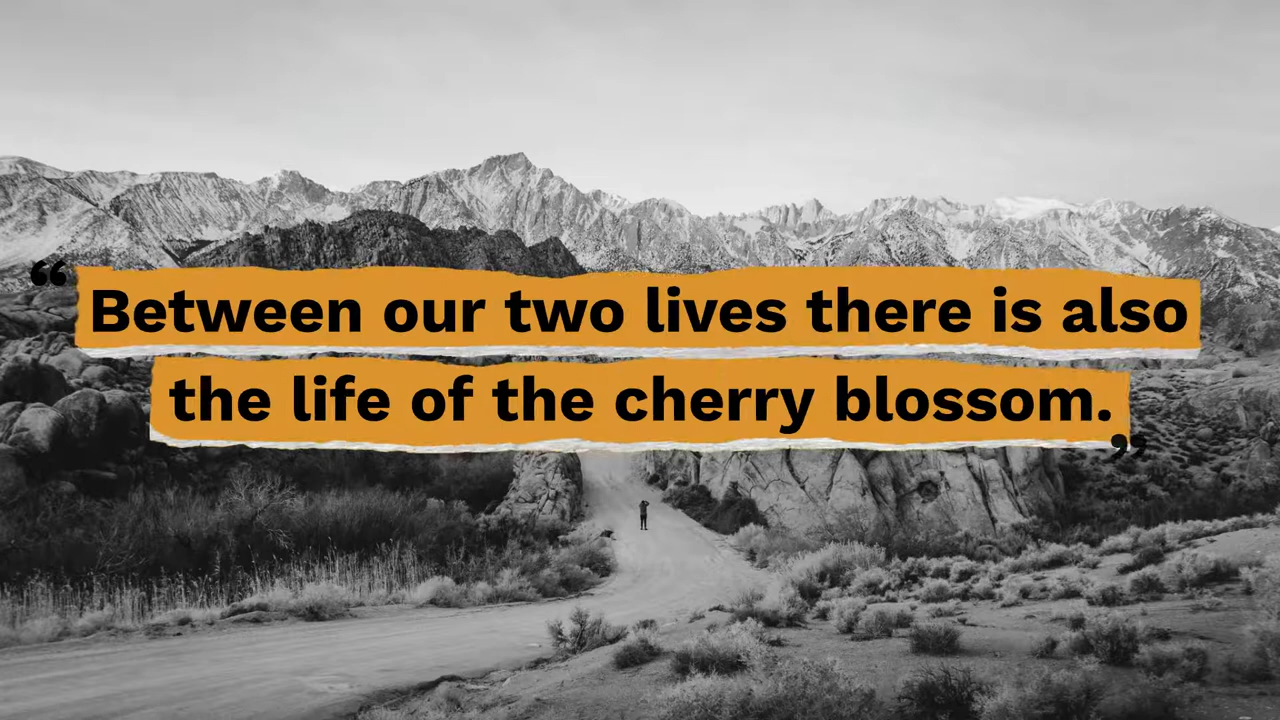 “Between our two lives there is also
the life of the cherry blossom.”